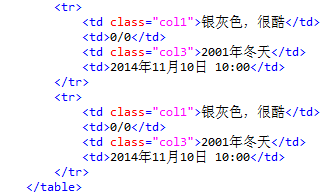 <tr>
<td class="col1">银灰色，很酷</td>
<td>0/0</td>
<td class="col3">2001年冬天</td>
<td>2014年11月10日 10:00</td>
</tr>
<tr>
<td class="col1">银灰色，很酷</td>
<td>0/0</td>
<td class="col3">2001年冬天</td>
<td>2014年11月10日 10:00</td>
</tr>
</table>